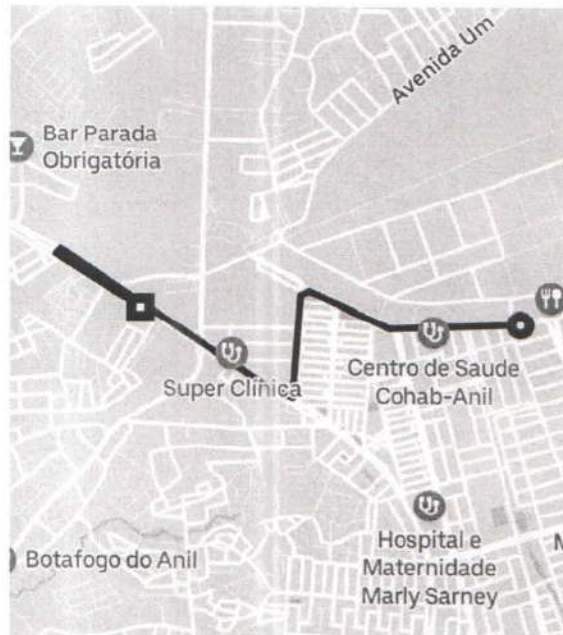 Avenida Um
Bar Parada
Obrigatória
Super Clínica
Centro de Saude
Cohab-Anil
Hospital e
Maternidade
Marly Sarney
Botafogo do Anil